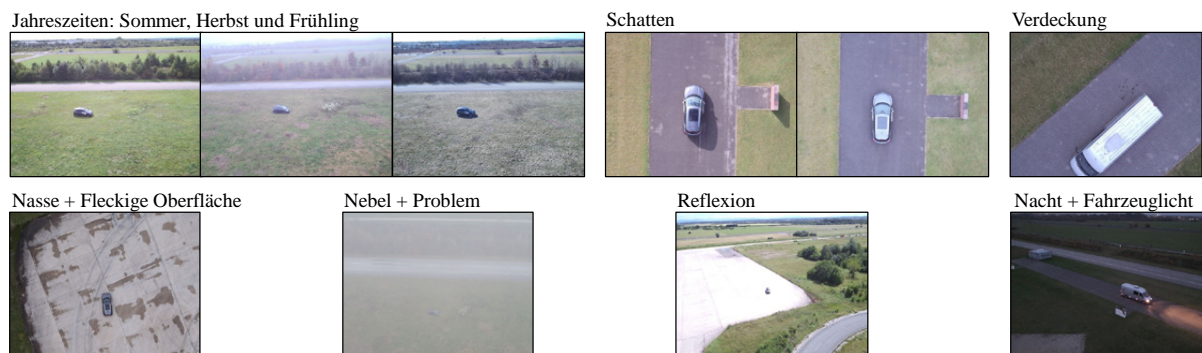 Jahreszeiten: Sommer, Herbst und Frühling
Schatten
Verdeckung
Nasse + Fleckige Oberfläche
Nebel + Problem
Reflexion
Nacht + Fahrzeuglicht